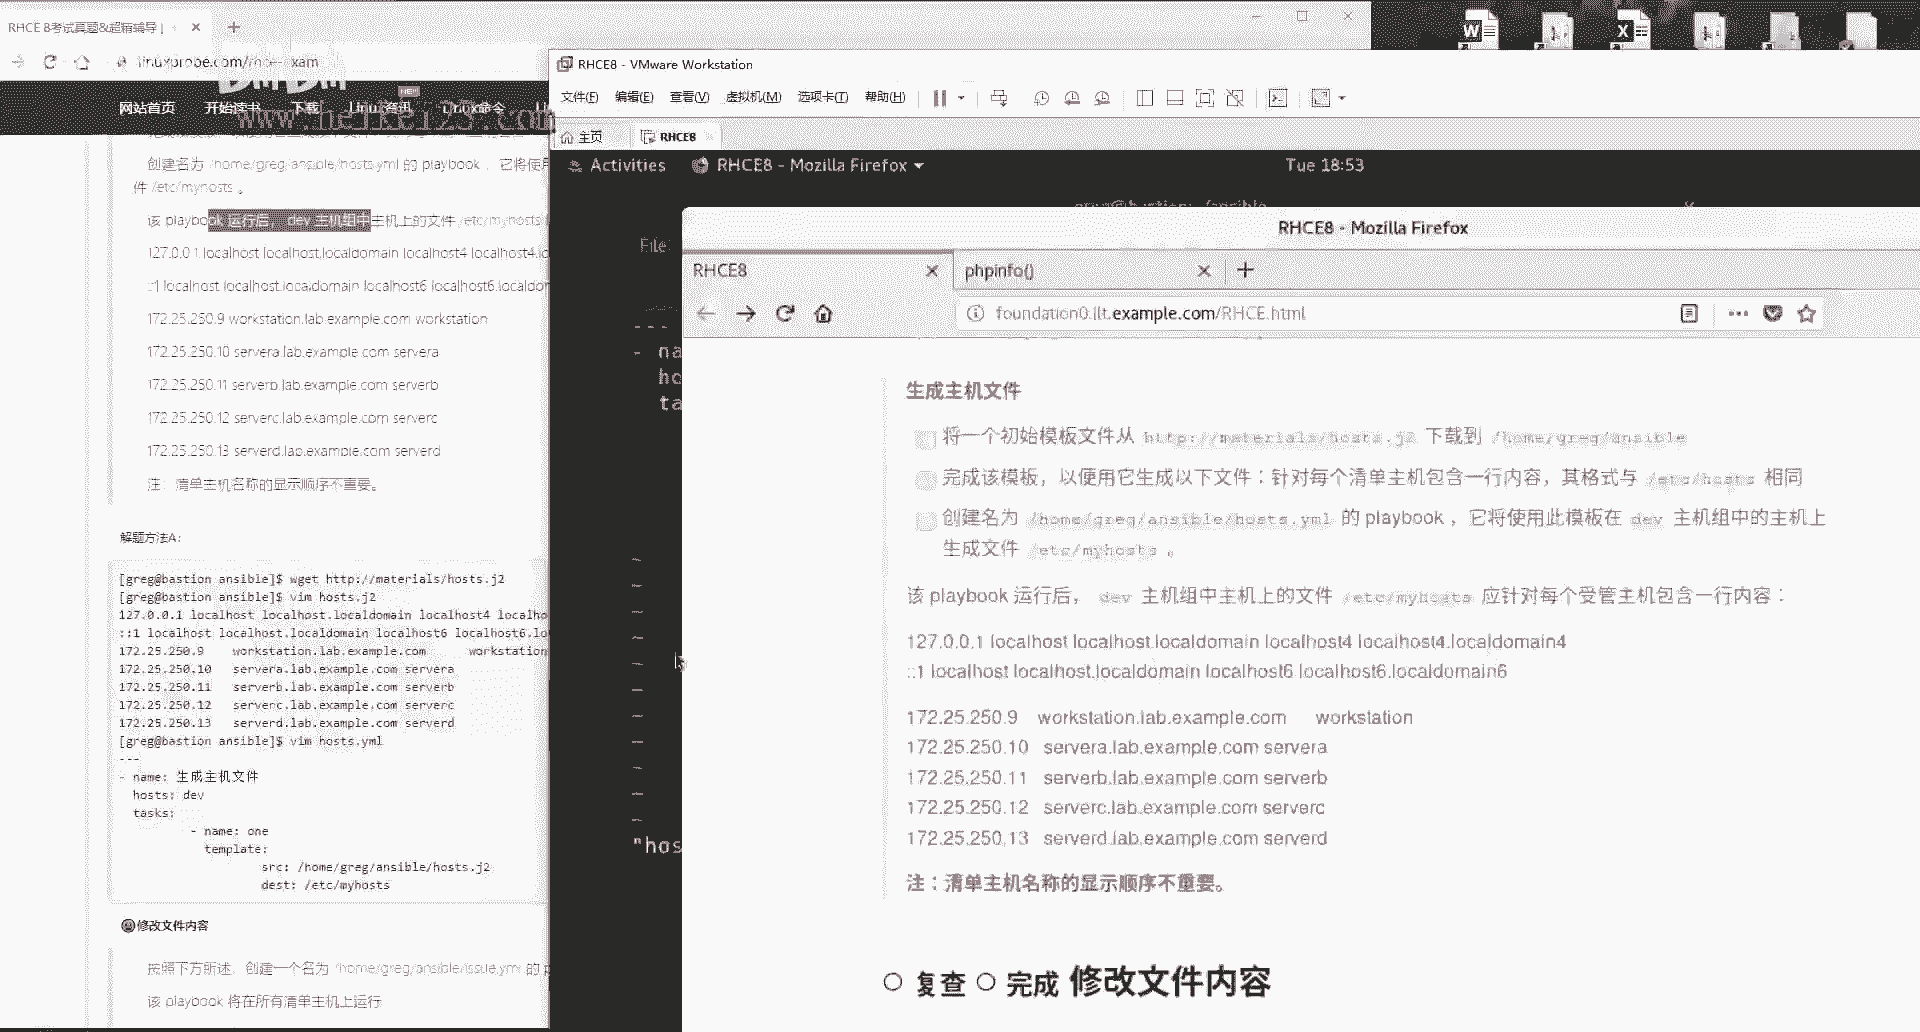 RHCE 8考试真题&超精辅导 |
linuxprobe.com/
网站首页 开始读书 下载 Linux资讯 Linux命令
NEW
www.heike123.com
创建名为 /home/greg/ansible/hosts.yml 的 playbook ，它将使用
件 /etc/myhosts 。
该 playbook 运行后， dev 主机组中主机上的文件 /etc/myhosts
127.0.0.1 localhost localhost.localdomain localhost4 localhost4.lo
::1 localhost localhost.localdomain localhost6 localhost6.localdom
172.25.250.9 workstation.lab.example.com workstation
172.25.250.10 servera.lab.example.com servera
172.25.250.11 serverb.lab.example.com serverb
172.25.250.12 serverc.lab.example.com serverc
172.25.250.13 serverd.lab.example.com serverd
注：清单主机名称的显示顺序不重要。
解题方法A:
[greg@bastion ansible]$ wget http://materials/hosts.j2
[greg@bastion ansible]$ vim hosts.j2
127.0.0.1 localhost localhost.localdomain localhost4 localho
::1 localhost localhost.localdomain localhost6 localhost6.lo
172.25.250.9 workstation.lab.example.com workstation
172.25.250.10 servera.lab.example.com servera
172.25.250.11 serverb.lab.example.com serverb
172.25.250.12 serverc.lab.example.com serverc
172.25.250.13 serverd.lab.example.com serverd
[greg@bastion ansible]$ vim hosts.yml
---
- name: 生成主机文件
hosts: dev
tasks:
- name: one
template:
src: /home/greg/ansible/hosts.j2
dest: /etc/myhosts
修改文件内容
按照下方所述，创建一个名为 /home/greg/ansible/issue.yml 的 p
该 playbook 将在所有清单主机上运行
RHCE8 - VMware Workstation
文件(F) 编辑(E) 查看(V) 虚拟机(M) 选项卡(T) 帮助(H)
主页 RHCE8
Activities RHCE8 - Mozilla Firefox Tue 18:53
greg@bastion:~/ansible
File
---
- na
ho
ta
"hos
RHCE8 - Mozilla Firefox
RHCE8 phpinfo()
foundation0.ilt.example.com/RHCE.html
生成主机文件
将一个初始模板文件从 http://materials/hosts.j2 下载到 /home/greg/ansible
完成该模板，以便用它生成以下文件：针对每个清单主机包含一行内容，其格式与 /etc/hosts 相同
创建名为 /home/greg/ansible/hosts.yml 的 playbook ，它将使用此模板在 dev 主机组中的主机上
生成文件 /etc/myhosts 。
该 playbook 运行后， dev 主机组中主机上的文件 /etc/myhosts 应针对每个受管主机包含一行内容：
127.0.0.1 localhost localhost.localdomain localhost4 localhost4.localdomain4
::1 localhost localhost.localdomain localhost6 localhost6.localdomain6
172.25.250.9 workstation.lab.example.com workstation
172.25.250.10 servera.lab.example.com servera
172.25.250.11 serverb.lab.example.com serverb
172.25.250.12 serverc.lab.example.com serverc
172.25.250.13 serverd.lab.example.com serverd
注：清单主机名称的显示顺序不重要。
复查 完成 修改文件内容